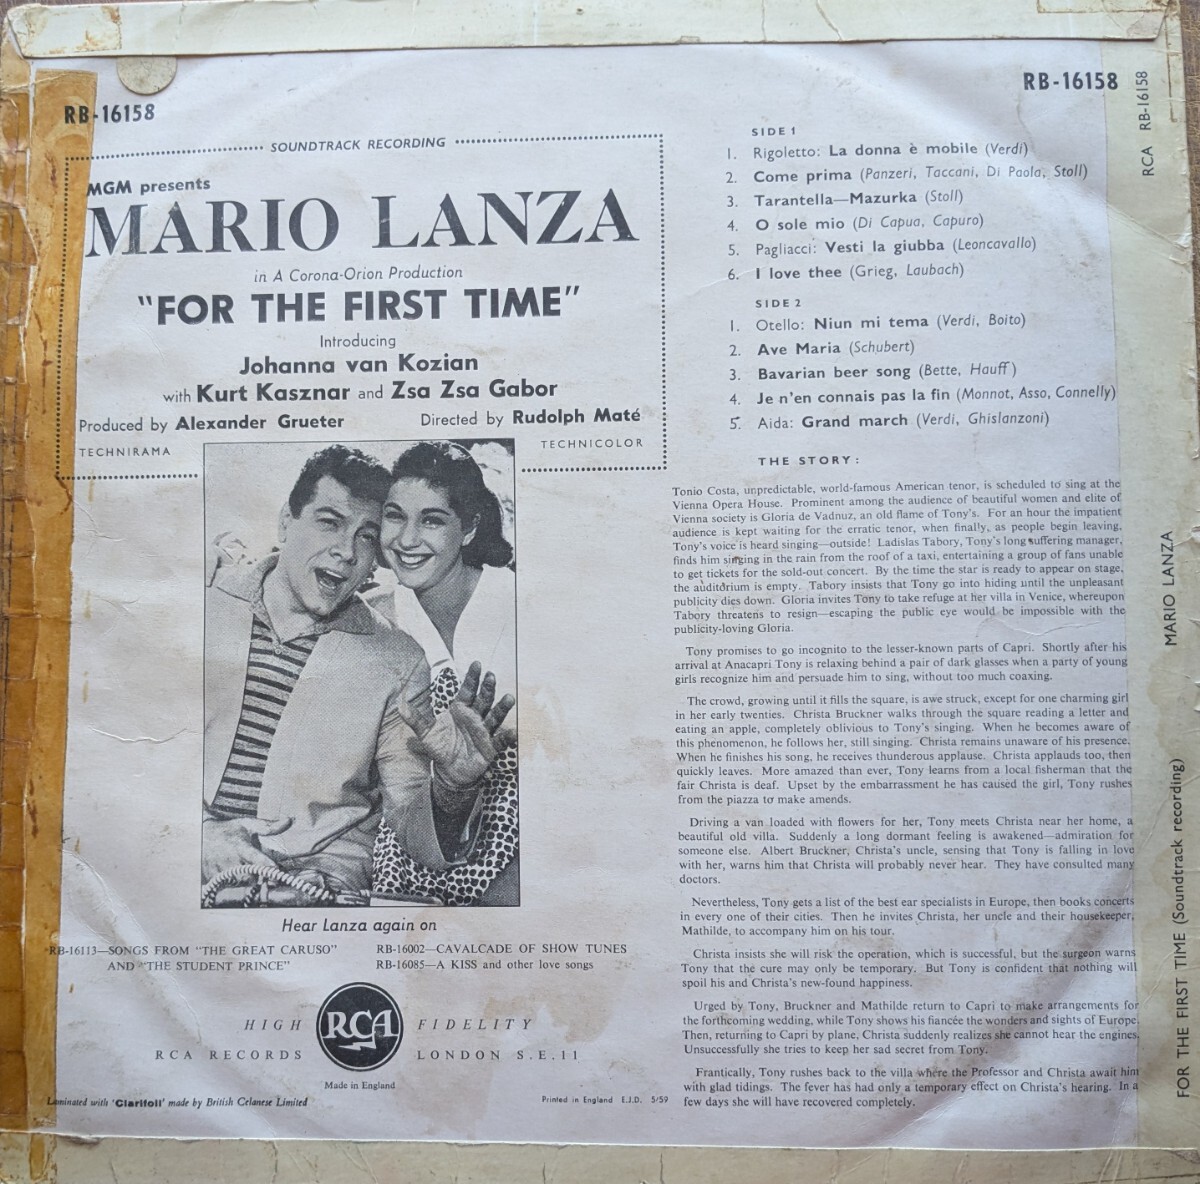 RB-16158
SOUNDTRACK RECORDING
MGM presents
MARIO LANZA
in A Corona-Orion Production
"FOR THE FIRST TIME"
Introducing
Johanna van Kozian
with Kurt Kasznar and Zsa Zsa Gabor
Produced by Alexander Grueter
Directed by Rudolph Maté
TECHNIRAMA
TECHNICOLOR
Hear Lanza again on
RB-16113—SONGS FROM "THE GREAT CARUSO"
AND "THE STUDENT PRINCE"
RB-16002—CAVALCADE OF SHOW TUNES
RB-16085—A KISS and other love songs
HIGH RCA FIDELITY
RCA RECORDS LONDON S.E.11
Made in England
Laminated with 'Clarifoil' made by British Celanese Limited
Printed in England E.J.D. 5/59
RB-16158
SIDE 1
1. Rigoletto: La donna è mobile (Verdi)
2. Come prima (Panzeri, Taccani, Di Paola, Stoll)
3. Tarantella—Mazurka (Stoll)
4. O sole mio (Di Capua, Capuro)
5. Pagliacci: Vesti la giubba (Leoncavallo)
6. I love thee (Grieg, Laubach)
SIDE 2
1. Otello: Niun mi tema (Verdi, Boito)
2. Ave Maria (Schubert)
3. Bavarian beer song (Bette, Hauff)
4. Je n'en connais pas la fin (Monnot, Asso, Connelly)
5. Aida: Grand march (Verdi, Ghislanzoni)
THE STORY:
Tonio Costa, unpredictable, world-famous American tenor, is scheduled to sing at the
Vienna Opera House. Prominent among the audience of beautiful women and elite of
Vienna society is Gloria de Vadnuz, an old flame of Tony's. For an hour the impatient
audience is kept waiting for the erratic tenor, when finally, as people begin leaving,
Tony's voice is heard singing—outside! Ladislas Tabory, Tony's long suffering manager,
finds him singing in the rain from the roof of a taxi, entertaining a group of fans unable
to get tickets for the sold-out concert. By the time the star is ready to appear on stage,
the auditorium is empty. Tabory insists that Tony go into hiding until the unpleasant
publicity dies down. Gloria invites Tony to take refuge at her villa in Venice, whereupon
Tabory threatens to resign—escaping the public eye would be impossible with the
publicity-loving Gloria.
Tony promises to go incognito to the lesser-known parts of Capri. Shortly after his
arrival at Anacapri Tony is relaxing behind a pair of dark glasses when a party of young
girls recognize him and persuade him to sing, without too much coaxing.
The crowd, growing until it fills the square, is awe struck, except for one charming girl
in her early twenties. Christa Bruckner walks through the square reading a letter and
eating an apple, completely oblivious to Tony's singing. When he becomes aware of
this phenomenon, he follows her, still singing. Christa remains unaware of his presence.
When he finishes his song, he receives thunderous applause. Christa applauds too, then
quickly leaves. More amazed than ever, Tony learns from a local fisherman that the
fair Christa is deaf. Upset by the embarrassment he has caused the girl, Tony rushes
from the piazza to make amends.
Driving a van loaded with flowers for her, Tony meets Christa near her home, a
beautiful old villa. Suddenly a long dormant feeling is awakened—admiration for
someone else. Albert Bruckner, Christa's uncle, sensing that Tony is falling in love
with her, warns him that Christa will probably never hear. They have consulted many
doctors.
Nevertheless, Tony gets a list of the best ear specialists in Europe, then books concerts
in every one of their cities. Then he invites Christa, her uncle and their housekeeper,
Mathilde, to accompany him on his tour.
Christa insists she will risk the operation, which is successful, but the surgeon warns
Tony that the cure may only be temporary. But Tony is confident that nothing will
spoil his and Christa's new-found happiness.
Urged by Tony, Bruckner and Mathilde return to Capri to make arrangements for
the forthcoming wedding, while Tony shows his fiancée the wonders and sights of Europe.
Then, returning to Capri by plane, Christa suddenly realizes she cannot hear the engines.
Unsuccessfully she tries to keep her sad secret from Tony.
Frantically, Tony rushes back to the villa where the Professor and Christa await him
with glad tidings. The fever has had only a temporary effect on Christa's hearing. In a
few days she will have recovered completely.
RCA RB-16158
MARIO LANZA
FOR THE FIRST TIME (Soundtrack recording)